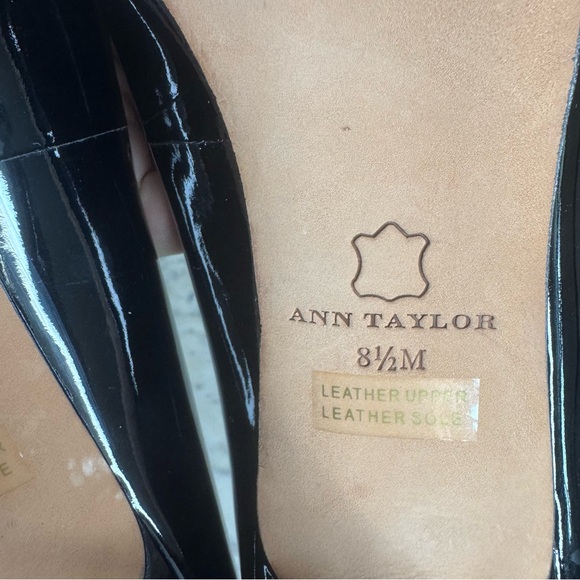 ANN TAYLOR
8½M
LEATHER UPPER
LEATHER SOLE